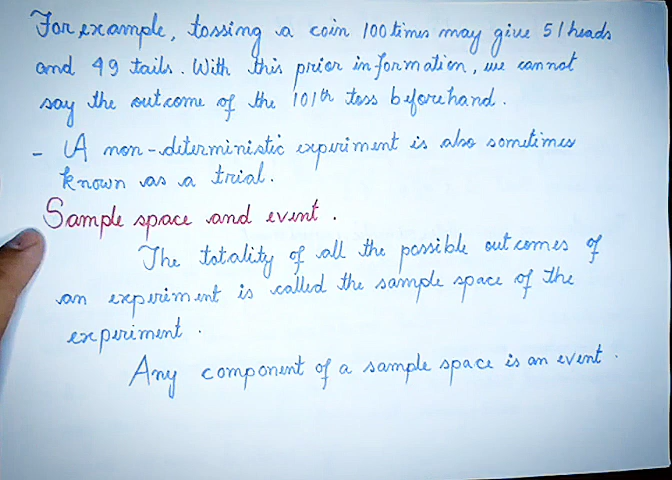 For example, tossing a coin 100 times may give 51 heads
and 49 tails. With this prior information, we cannot
say the outcome of the 101th toss beforehand.
- A non-deterministic experiment is also sometimes
known as a trial.
Sample space and event.
The totality of all the possible outcomes of
an experiment is called the sample space of the
experiment.
Any component of a sample space is an event.